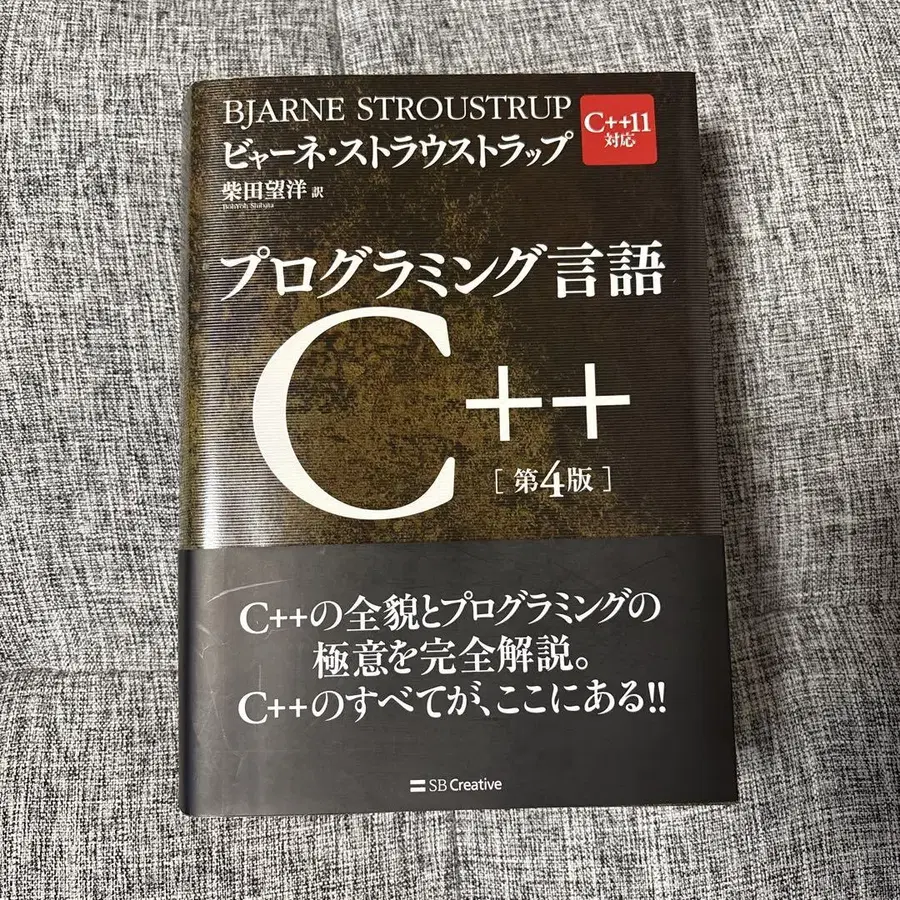 BJARNE STROUSTRUP
C++11
対応
ビャーネ・ストラウストラップ
柴田望洋 訳
BohYoh Shibata
プログラミング言語
C++
[第4版]
C++の全貌とプログラミングの
極意を完全解説。
C++のすべてが、ここにある!!
SB Creative